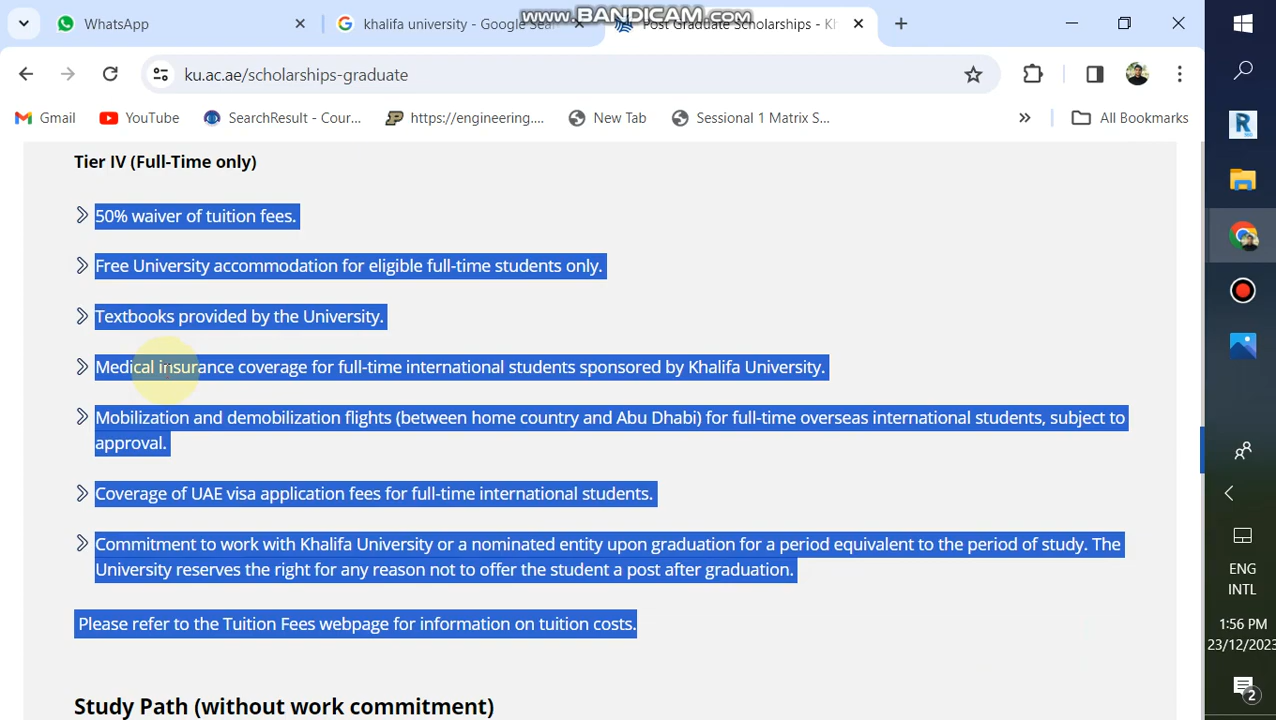 www.BANDICAM.com
WhatsApp
khalifa university - Google Sea
Post Graduate Scholarships - Kh
ku.ac.ae/scholarships-graduate
Gmail
YouTube
SearchResult - Cour...
https://engineering....
New Tab
Sessional 1 Matrix S...
»
All Bookmarks
Tier IV (Full-Time only)
50% waiver of tuition fees.
Free University accommodation for eligible full-time students only.
Textbooks provided by the University.
Medical insurance coverage for full-time international students sponsored by Khalifa University.
Mobilization and demobilization flights (between home country and Abu Dhabi) for full-time overseas international students, subject to
approval.
Coverage of UAE visa application fees for full-time international students.
Commitment to work with Khalifa University or a nominated entity upon graduation for a period equivalent to the period of study. The
University reserves the right for any reason not to offer the student a post after graduation.
Please refer to the Tuition Fees webpage for information on tuition costs.
Study Path (without work commitment)
R
ENG
INTL
1:56 PM
23/12/2023
2